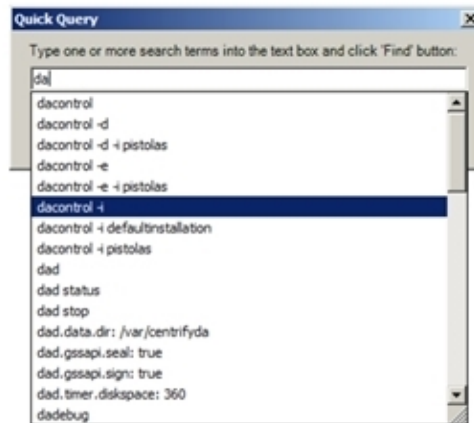 Quick Query
Type one or more search terms into the text box and click 'Find' button:
da
dacontrol
dacontrol -d
dacontrol -d -i pistolas
dacontrol -e
dacontrol -e -i pistolas
dacontrol -i
dacontrol -i defaultinstallation
dacontrol -i pistolas
dad
dad status
dad stop
dad.data.dir: /var/centrifyda
dad.gssapi.seal: true
dad.gssapi.sign: true
dad.timer.diskspace: 360
dadebug